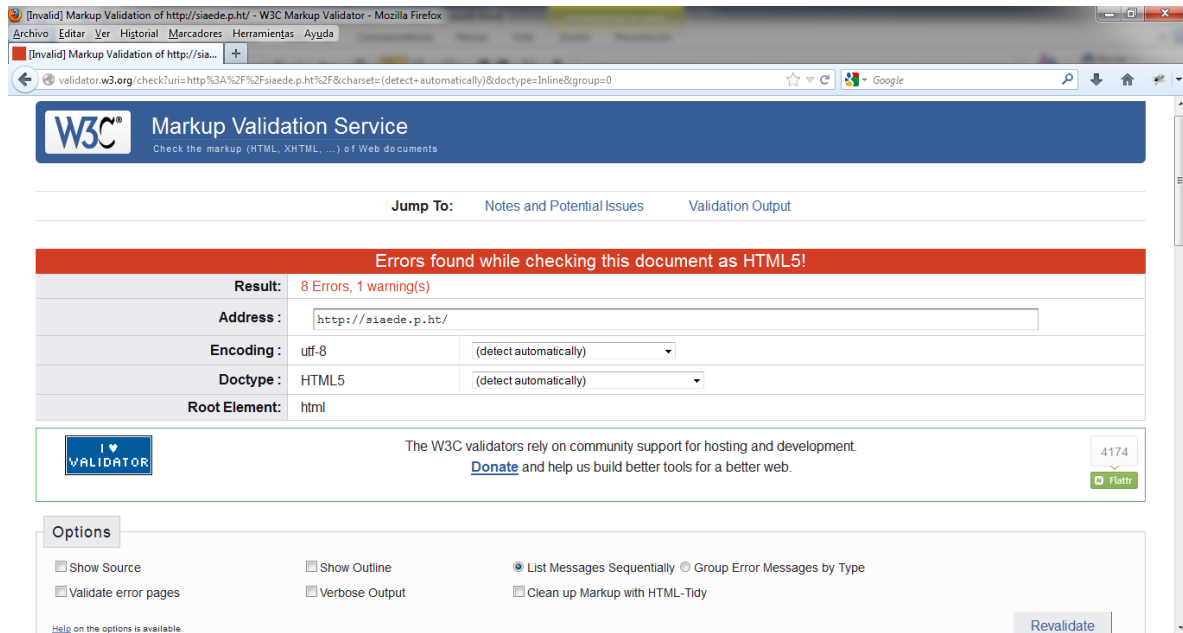 [Invalid] Markup Validation of http://siaede.p.ht/ - W3C Markup Validator - Mozilla Firefox
Archivo Editar Ver Historial Marcadores Herramientas Ayuda
[Invalid] Markup Validation of http://sia... +
validator.w3.org/check?uri=http%3A%2F%2Fsiaede.p.ht%2F&charset=(detect+automatically)&doctype=Inline&group=0 Google
W3C® Markup Validation Service
Check the markup (HTML, XHTML, ...) of Web documents
Jump To: Notes and Potential Issues Validation Output
Errors found while checking this document as HTML5!
Result: 8 Errors, 1 warning(s)
Address : http://siaede.p.ht/
Encoding : utf-8 (detect automatically)
Doctype : HTML5 (detect automatically)
Root Element: html
I ♥ VALIDATOR
The W3C validators rely on community support for hosting and development.
Donate and help us build better tools for a better web.
4174
Flattr
Options
Show Source Show Outline List Messages Sequentially Group Error Messages by Type
Validate error pages Verbose Output Clean up Markup with HTML-Tidy
Help on the options is available. Revalidate